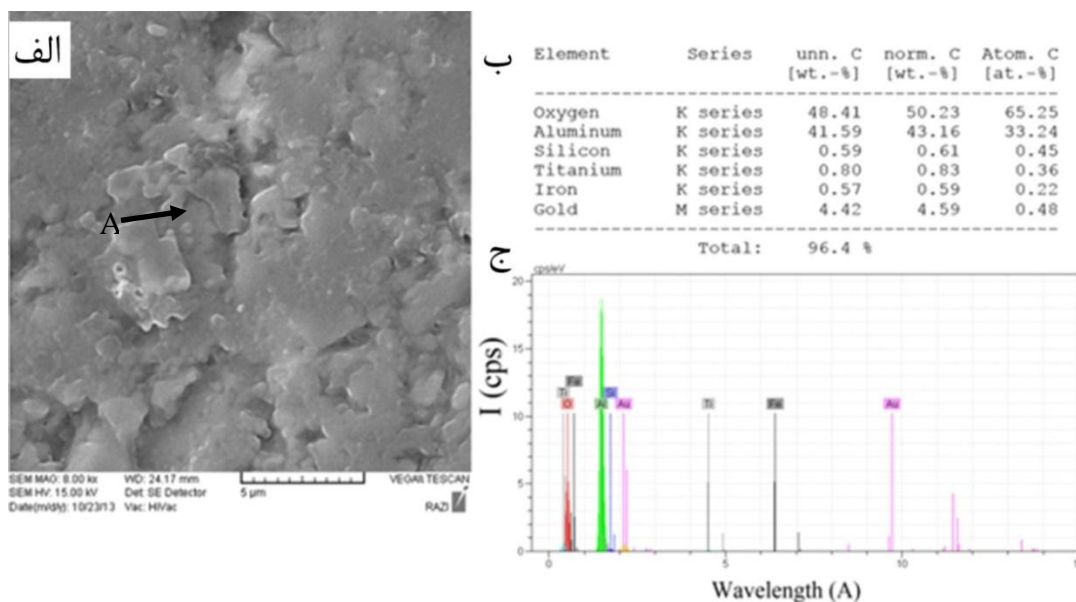 الف
A
SEM MAG: 8.00 kx WD: 24.17 mm VEGAII TESCAN
SEM HV: 15.00 kV Det: SE Detector 5 µm
Date(m/d/y): 10/23/13 Vac: HiVac RAZI
ب
Element Series unn. C norm. C Atom. C
[wt.-%] [wt.-%] [at.-%]
Oxygen K series 48.41 50.23 65.25
Aluminum K series 41.59 43.16 33.24
Silicon K series 0.59 0.61 0.45
Titanium K series 0.80 0.83 0.36
Iron K series 0.57 0.59 0.22
Gold M series 4.42 4.59 0.48
Total: 96.4 %
ج
cps/eV
20
15
10
5
0
I (cps)
Fe
Ti Si
O Al Au Ti Fe Au
0 5 10 15
Wavelength (A)